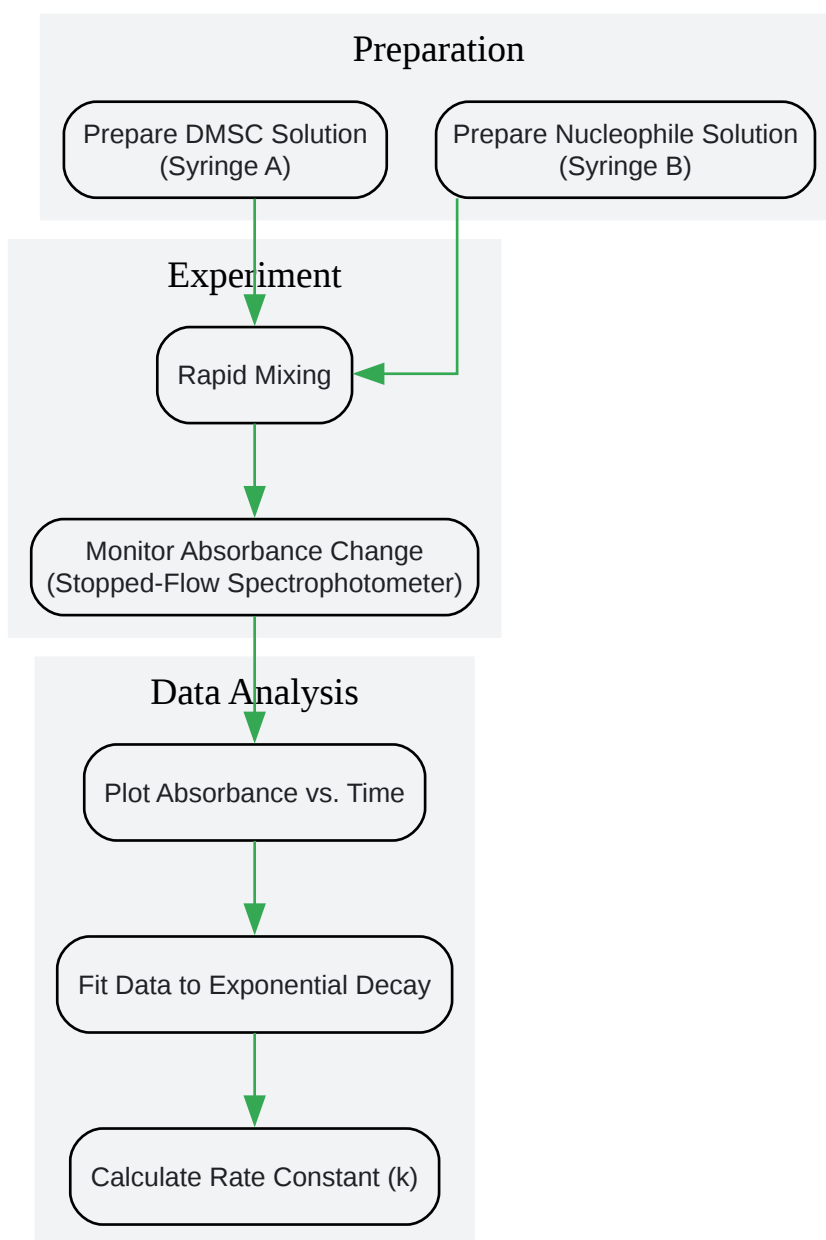 Preparation
Prepare DMSC Solution
(Syringe A)
Prepare Nucleophile Solution
(Syringe B)
Experiment
Rapid Mixing
Monitor Absorbance Change
(Stopped-Flow Spectrophotometer)
Data Analysis
Plot Absorbance vs. Time
Fit Data to Exponential Decay
Calculate Rate Constant (k)